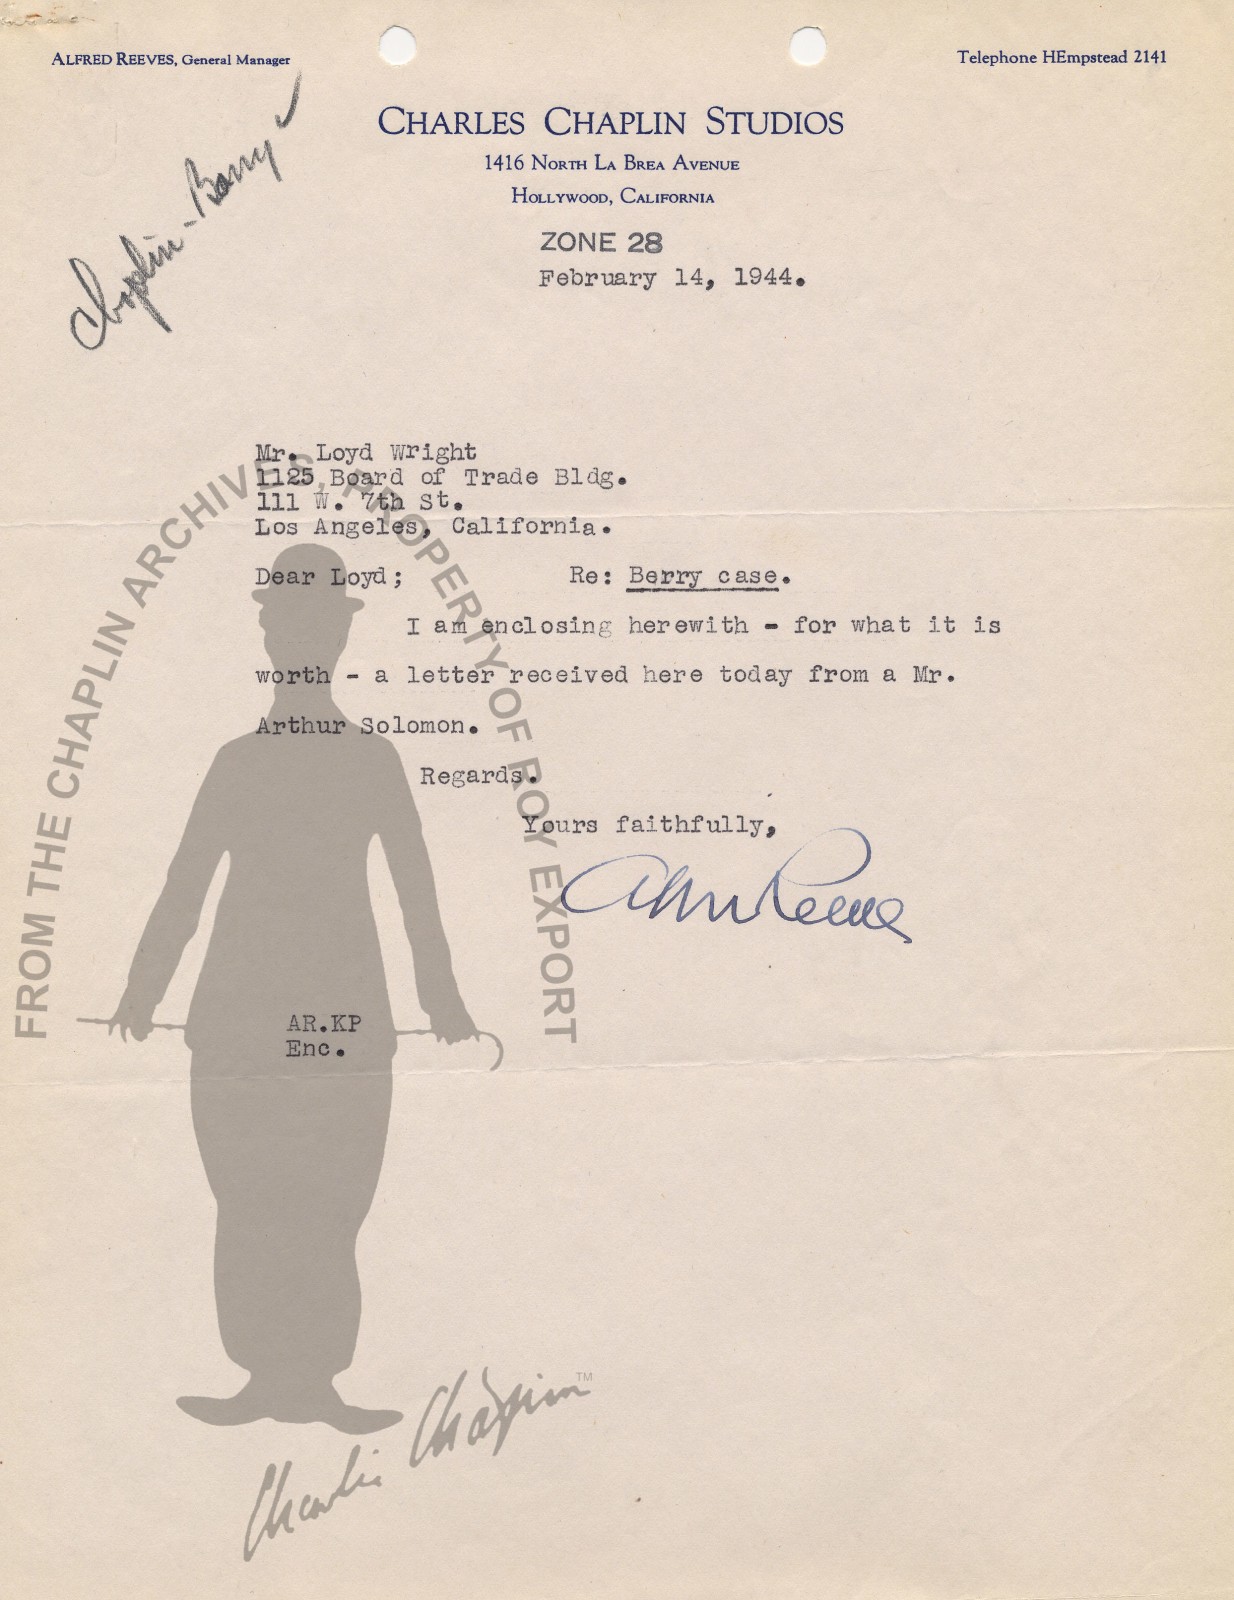 ALFRED REEVES, General Manager
Telephone HEmpstead 2141
Chaplin-Barry
CHARLES CHAPLIN STUDIOS
1416 NORTH LA BREA AVENUE
HOLLYWOOD, CALIFORNIA
ZONE 28
February 14, 1944.
Mr. Loyd Wright
1125 Board of Trade Bldg.
111 W. 7th St.
Los Angeles, California.
Dear Loyd; Re: Berry case.
I am enclosing herewith - for what it is
worth - a letter received here today from a Mr.
Arthur Solomon.
Regards.
Yours faithfully,
Alf Reeves
AR.KP
Enc.
FROM THE CHAPLIN ARCHIVES, PROPERTY OF ROY EXPORT
Charlie Chaplin™